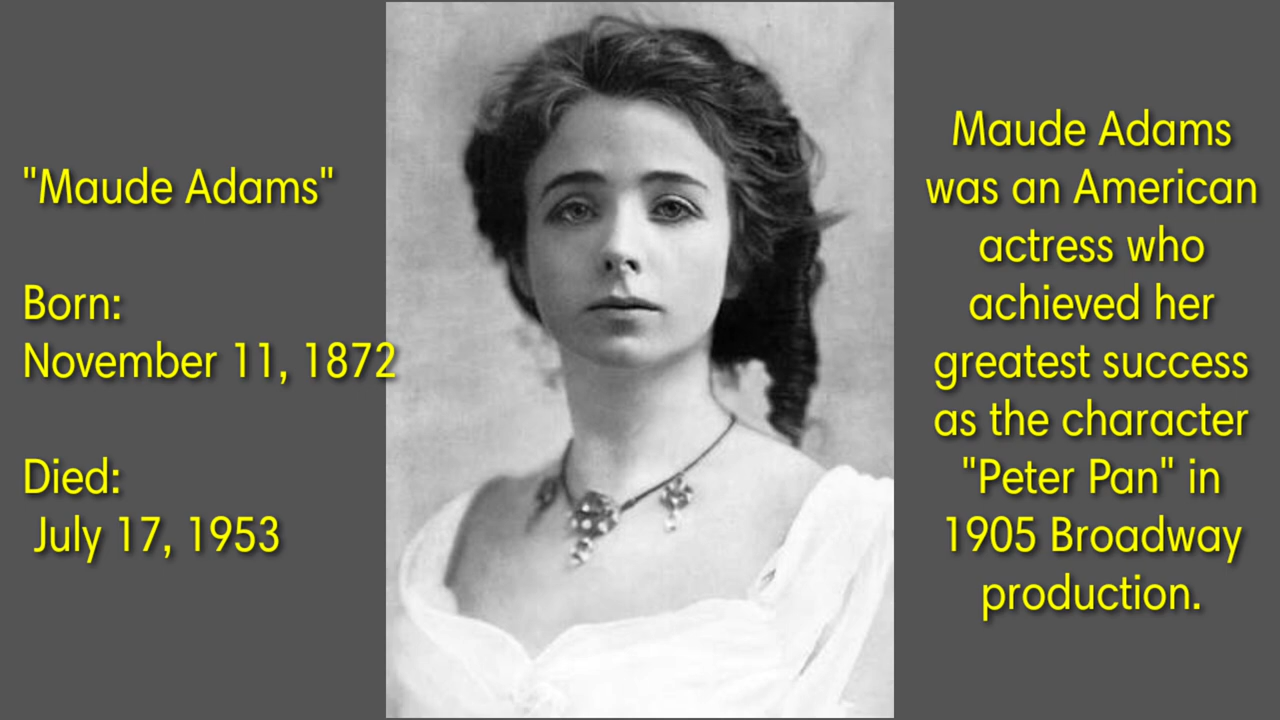 "Maude Adams"
Born:
November 11, 1872
Died:
July 17, 1953
Maude Adams
was an American
actress who
achieved her
greatest success
as the character
"Peter Pan" in
1905 Broadway
production.